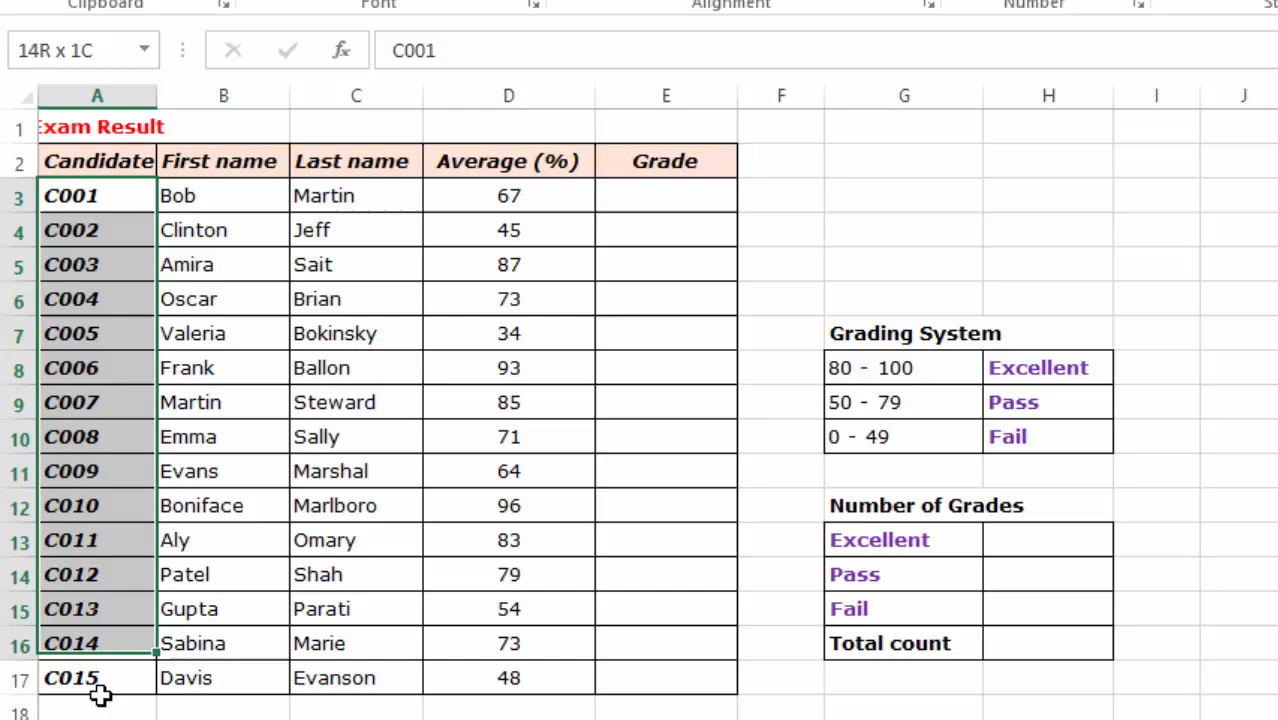 Clipboard Font Alignment Number
14R x 1C fx C001
A B C D E F G H I J
1 Exam Result
2 Candidate First name Last name Average (%) Grade
3 C001 Bob Martin 67
4 C002 Clinton Jeff 45
5 C003 Amira Sait 87
6 C004 Oscar Brian 73
7 C005 Valeria Bokinsky 34 Grading System
8 C006 Frank Ballon 93 80 - 100 Excellent
9 C007 Martin Steward 85 50 - 79 Pass
10 C008 Emma Sally 71 0 - 49 Fail
11 C009 Evans Marshal 64
12 C010 Boniface Marlboro 96 Number of Grades
13 C011 Aly Omary 83 Excellent
14 C012 Patel Shah 79 Pass
15 C013 Gupta Parati 54 Fail
16 C014 Sabina Marie 73 Total count
17 C015 Davis Evanson 48
18